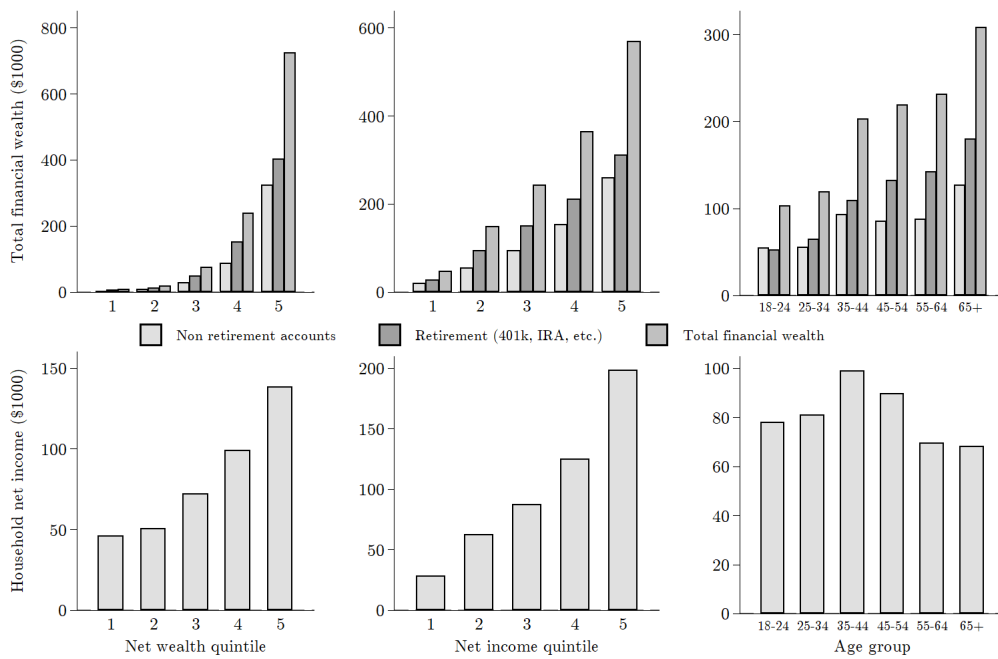 Total financial wealth ($1000)
800
600
400
200
0
1 2 3 4 5
600
400
200
0
1 2 3 4 5
300
200
100
0
18-24 25-34 35-44 45-54 55-64 65+
Non retirement accounts
Retirement (401k, IRA, etc.)
Total financial wealth
Household net income ($1000)
150
100
50
0
1 2 3 4 5
Net wealth quintile
200
150
100
50
0
1 2 3 4 5
Net income quintile
100
80
60
40
20
0
18-24 25-34 35-44 45-54 55-64 65+
Age group